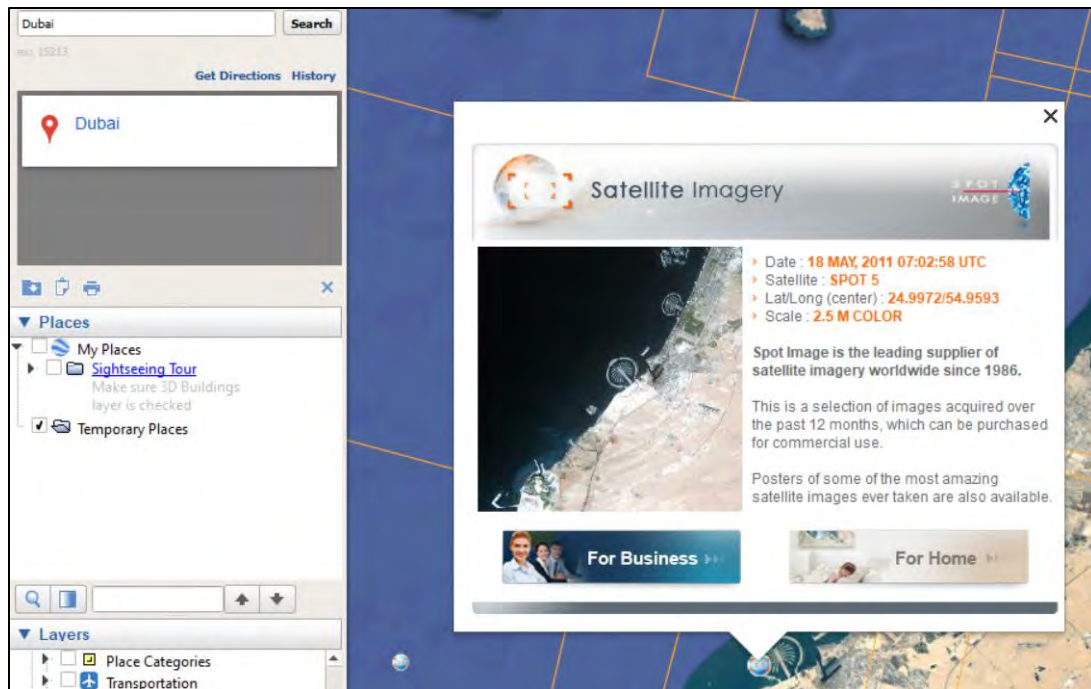 Dubai
Search
ex: 15213
Get Directions History
Dubai
Places
My Places
Sightseeing Tour
Make sure 3D Buildings
layer is checked
Temporary Places
Layers
Place Categories
Transportation
Satellite Imagery
SPOT
IMAGE
Date : 18 MAY, 2011 07:02:58 UTC
Satellite : SPOT 5
Lat/Long (center) : 24.9972/54.9593
Scale : 2.5 M COLOR
Spot Image is the leading supplier of
satellite imagery worldwide since 1986.
This is a selection of images acquired over
the past 12 months, which can be purchased
for commercial use.
Posters of some of the most amazing
satellite images ever taken are also available.
For Business
For Home